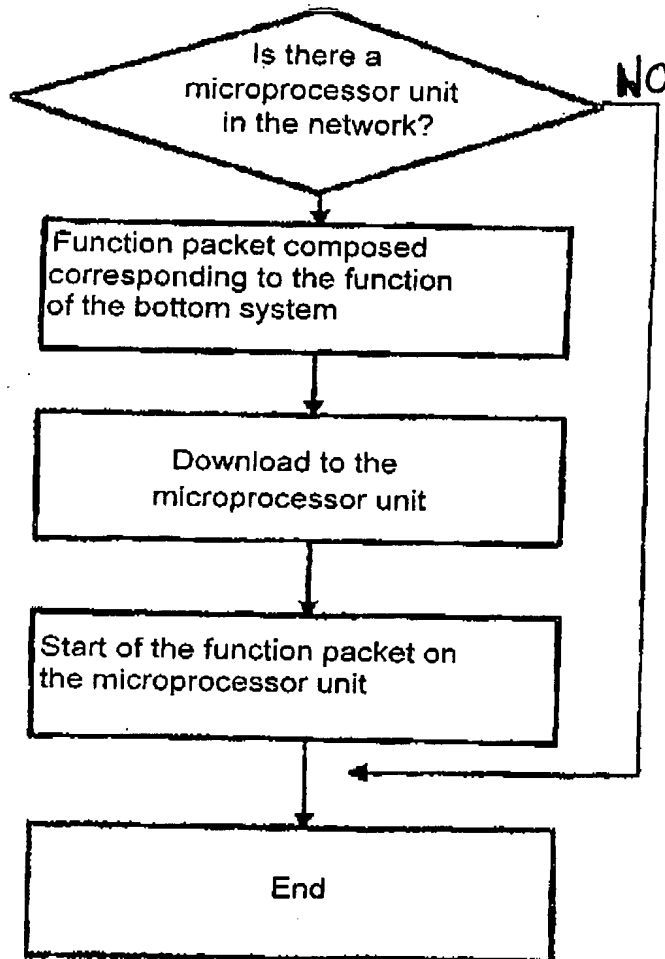 Is there a
microprocessor unit
in the network?
NO
Function packet composed
corresponding to the function
of the bottom system
Download to the
microprocessor unit
Start of the function packet on
the microprocessor unit
End